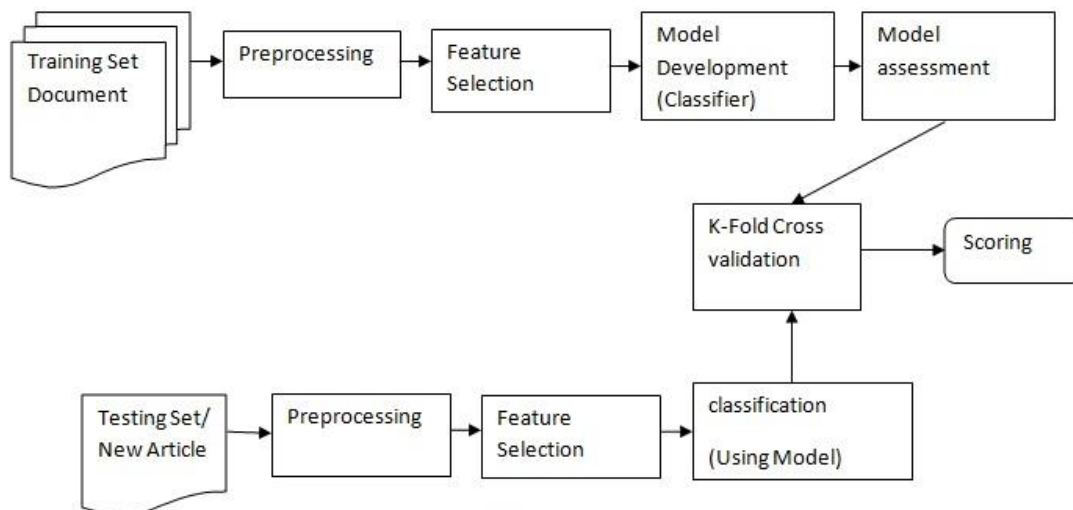 Training Set
Document
Preprocessing
Feature
Selection
Model
Development
(Classifier)
Model
assessment
K-Fold Cross
validation
Scoring
Testing Set/
New Article
Preprocessing
Feature
Selection
classification
(Using Model)